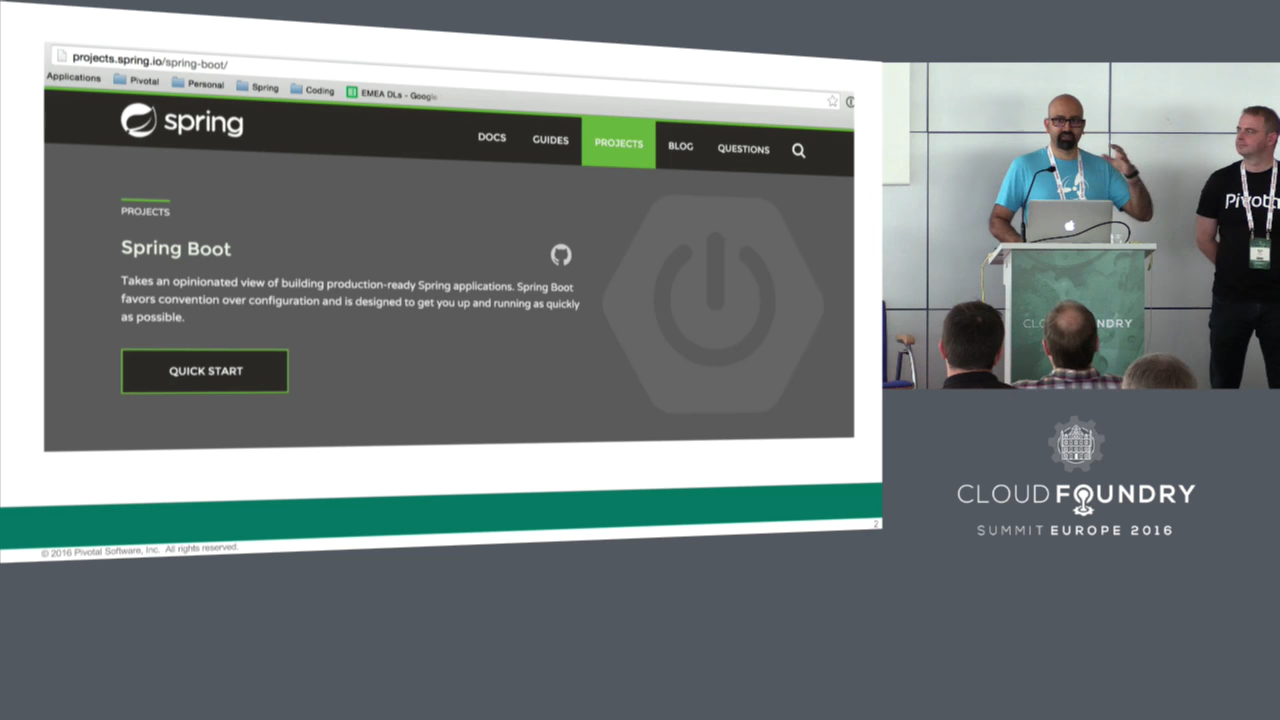 projects.spring.io/spring-boot/
Applications Pivotal Personal Spring Coding EMEA DLs - Google
spring
DOCS GUIDES PROJECTS BLOG QUESTIONS
PROJECTS
Spring Boot
Takes an opinionated view of building production-ready Spring applications. Spring Boot
favors convention over configuration and is designed to get you up and running as quickly
as possible.
QUICK START
2
© 2016 Pivotal Software, Inc. All rights reserved.
Pivota
CLOUD FOUNDRY
SUMMIT EUROPE 2016